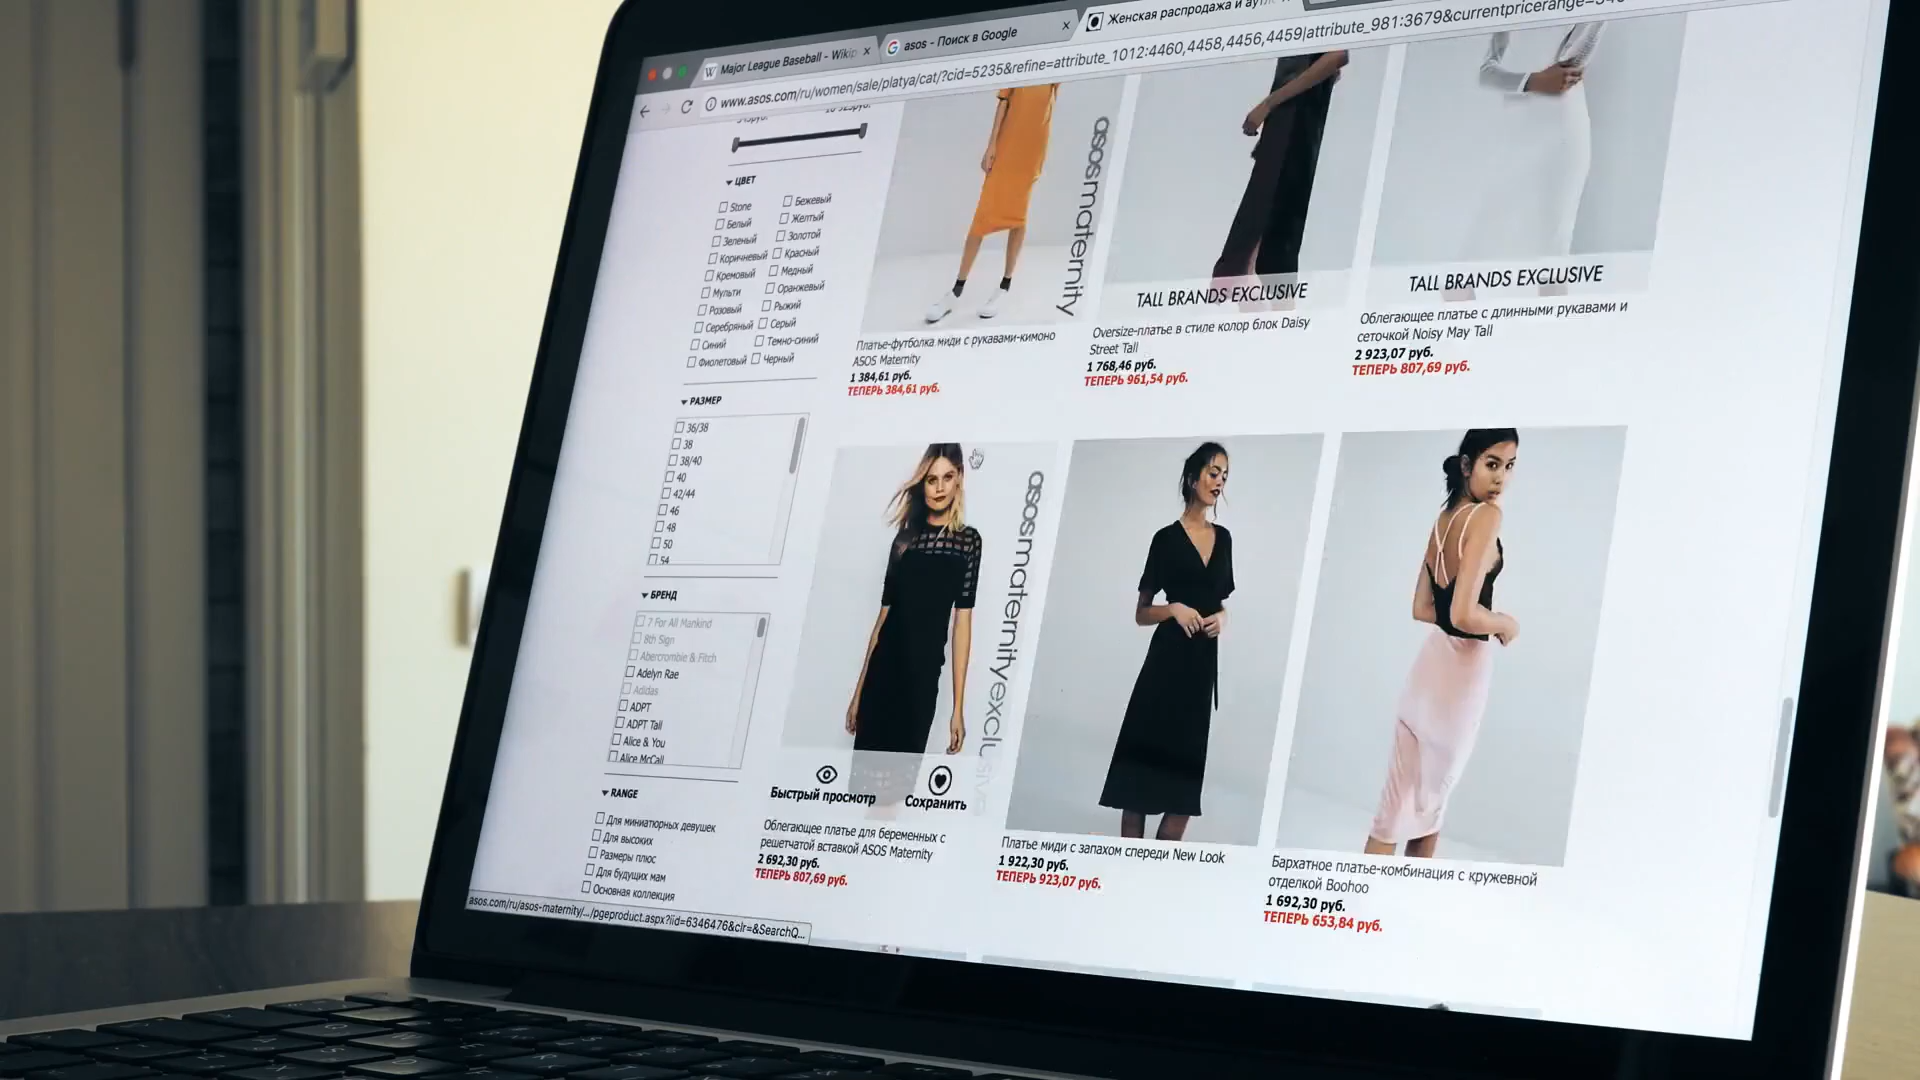 Major League Baseball - Wikip
asos - Поиск в Google
Женская распродажа и аутл
www.asos.com/ru/women/sale/platya/cat/?cid=5235&refine=attribute_1012:4460,4458,4456,4459|attribute_981:3679&currentpricerange=
ЦВЕТ
Stone
Бежевый
Белый
Желтый
Зеленый
Золотой
Коричневый
Красный
Кремовый
Медный
Мульти
Оранжевый
Розовый
Рыжий
Серебряный
Серый
Синий
Темно-синий
Фиолетовый
Черный
РАЗМЕР
36/38
38
38/40
40
42/44
46
48
50
54
БРЕНД
7 For All Mankind
8th Sign
Abercrombie & Fitch
Adelyn Rae
Adidas
ADPT
ADPT Tall
Alice & You
Alice McCall
RANGE
Для миниатюрных девушек
Для высоких
Размеры плюс
Для будущих мам
Основная коллекция
asos.com/ru/asos-maternity/.../pgeproduct.aspx?iid=6346476&clr=&SearchQ...
asosmaternity
Платье-футболка миди с рукавами-кимоно
ASOS Maternity
1 384,61 руб.
ТЕПЕРЬ 384,61 руб.
TALL BRANDS EXCLUSIVE
Oversize-платье в стиле колор блок Daisy
Street Tall
1 768,46 руб.
ТЕПЕРЬ 961,54 руб.
TALL BRANDS EXCLUSIVE
Облегающее платье с длинными рукавами и
сеточкой Noisy May Tall
2 923,07 руб.
ТЕПЕРЬ 807,69 руб.
asosmaternityexclusive
Быстрый просмотр
Сохранить
Облегающее платье для беременных с
решетчатой вставкой ASOS Maternity
2 692,30 руб.
ТЕПЕРЬ 807,69 руб.
Платье миди с запахом спереди New Look
1 922,30 руб.
ТЕПЕРЬ 923,07 руб.
Бархатное платье-комбинация с кружевной
отделкой Boohoo
1 692,30 руб.
ТЕПЕРЬ 653,84 руб.